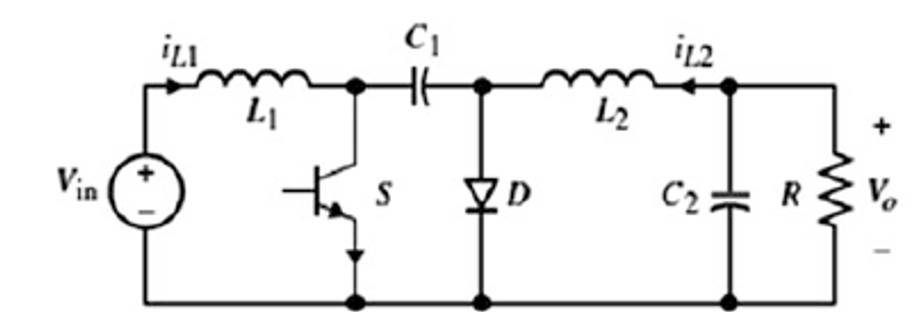 iL1
C1
iL2
L1
L2
+
Vin
+
−
S
D
C2
R
Vo
−